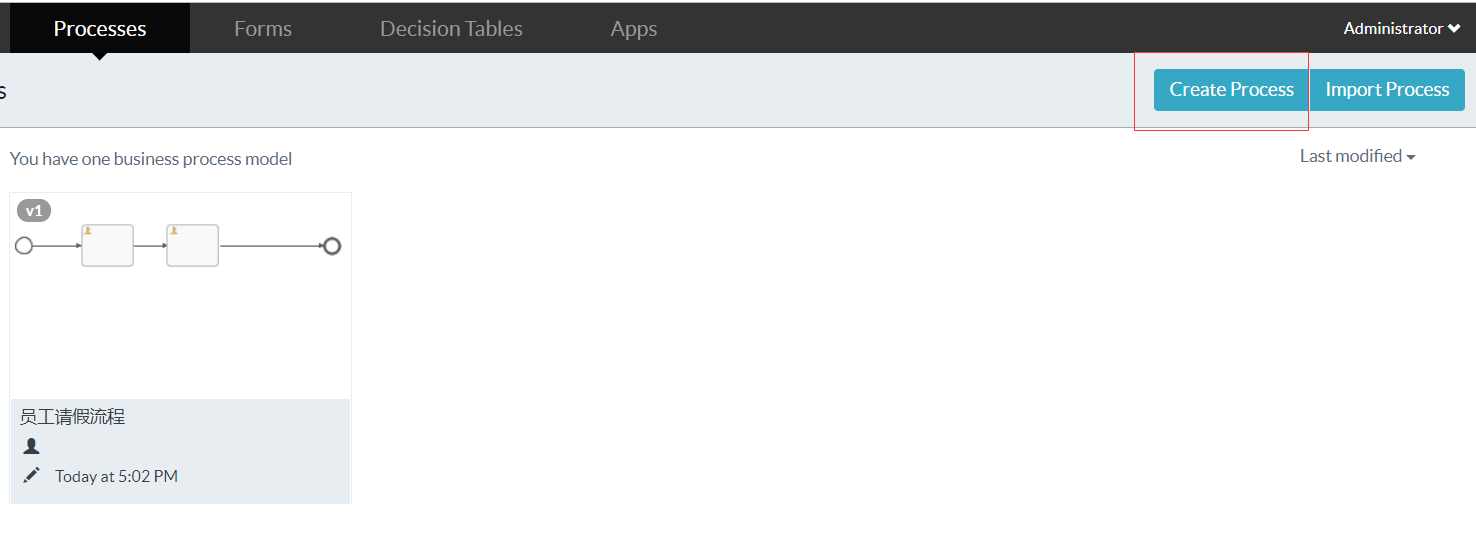 Processes Forms Decision Tables Apps Administrator
s Create Process Import Process
You have one business process model Last modified
v1
员工请假流程
Today at 5:02 PM